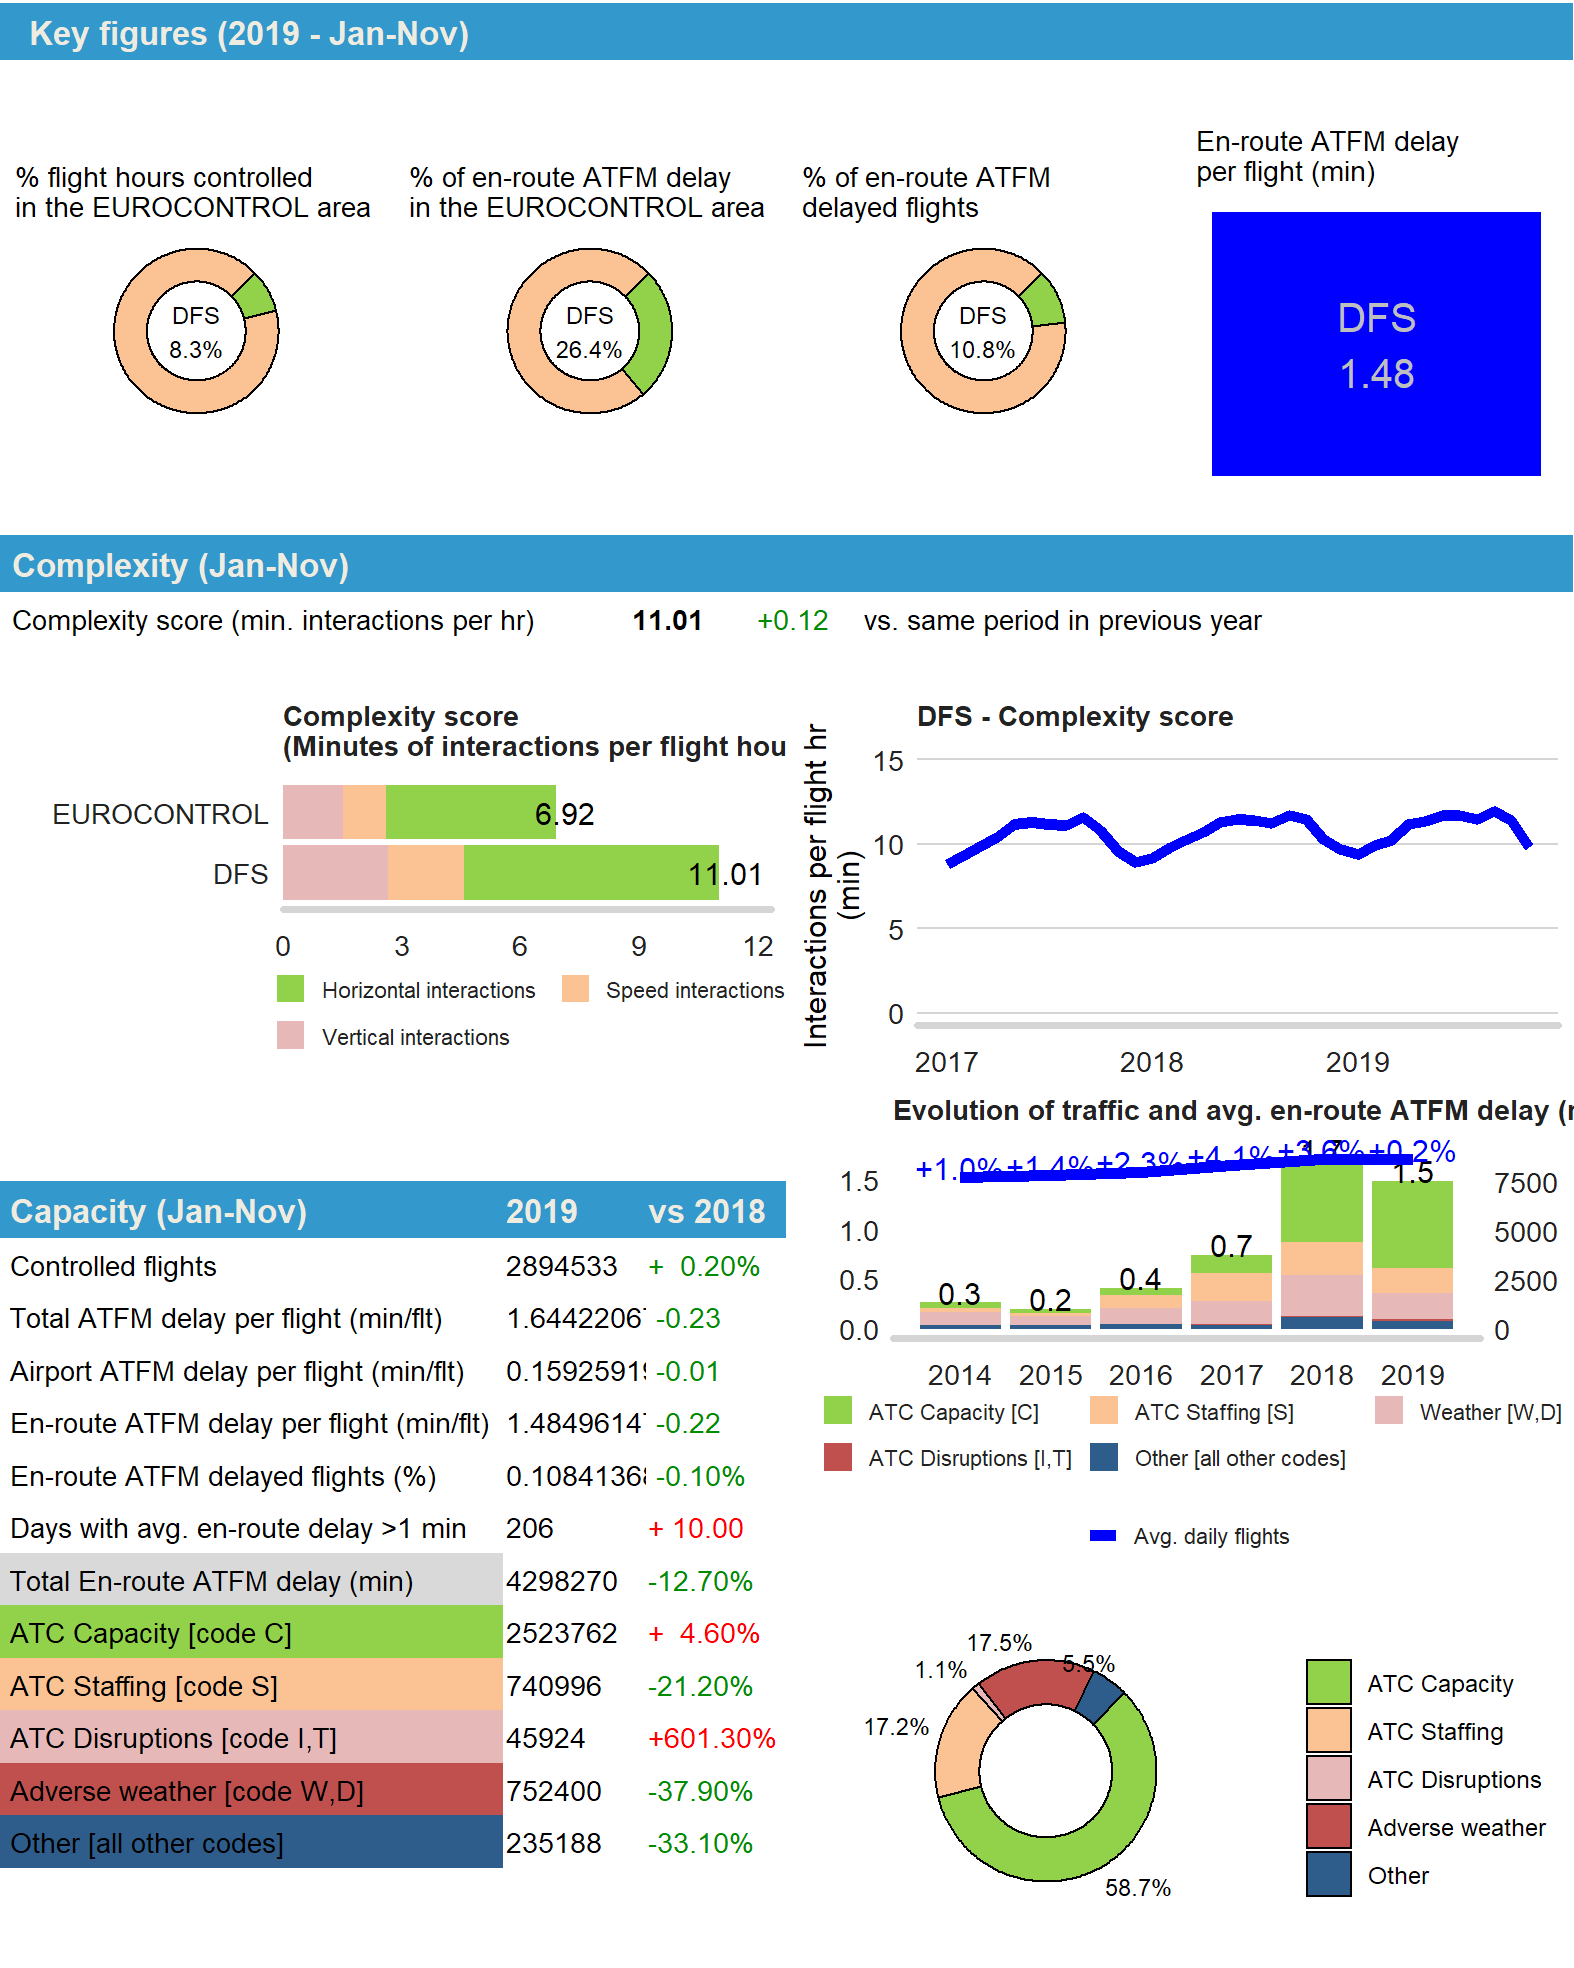 Key figures (2019 - Jan-Nov)
% flight hours controlled
in the EUROCONTROL area
DFS
8.3%
% of en-route ATFM delay
in the EUROCONTROL area
DFS
26.4%
% of en-route ATFM
delayed flights
DFS
10.8%
En-route ATFM delay
per flight (min)
DFS
1.48
Complexity (Jan-Nov)
Complexity score (min. interactions per hr) 11.01 +0.12 vs. same period in previous year
Complexity score
(Minutes of interactions per flight hou
EUROCONTROL 6.92
DFS 11.01
0 3 6 9 12
Horizontal interactions Speed interactions
Vertical interactions
DFS - Complexity score
Interactions per flight hr
(min)
15
10
5
0
2017 2018 2019
Capacity (Jan-Nov) 2019 vs 2018
Controlled flights 2894533 + 0.20%
Total ATFM delay per flight (min/flt) 1.6442206 -0.23
Airport ATFM delay per flight (min/flt) 0.1592591 -0.01
En-route ATFM delay per flight (min/flt) 1.4849614 -0.22
En-route ATFM delayed flights (%) 0.1084136 -0.10%
Days with avg. en-route delay >1 min 206 + 10.00
Total En-route ATFM delay (min) 4298270 -12.70%
ATC Capacity [code C] 2523762 + 4.60%
ATC Staffing [code S] 740996 -21.20%
ATC Disruptions [code I,T] 45924 +601.30%
Adverse weather [code W,D] 752400 -37.90%
Other [all other codes] 235188 -33.10%
Evolution of traffic and avg. en-route ATFM delay (
+1.0% +1.4% +2.3% +4.1% +3.6% +0.2%
1.7
1.5
0.7
0.4
0.3
0.2
1.5 7500
1.0 5000
0.5 2500
0.0 0
2014 2015 2016 2017 2018 2019
ATC Capacity [C] ATC Staffing [S] Weather [W,D]
ATC Disruptions [I,T] Other [all other codes]
Avg. daily flights
17.5%
5.5%
1.1%
17.2%
58.7%
ATC Capacity
ATC Staffing
ATC Disruptions
Adverse weather
Other